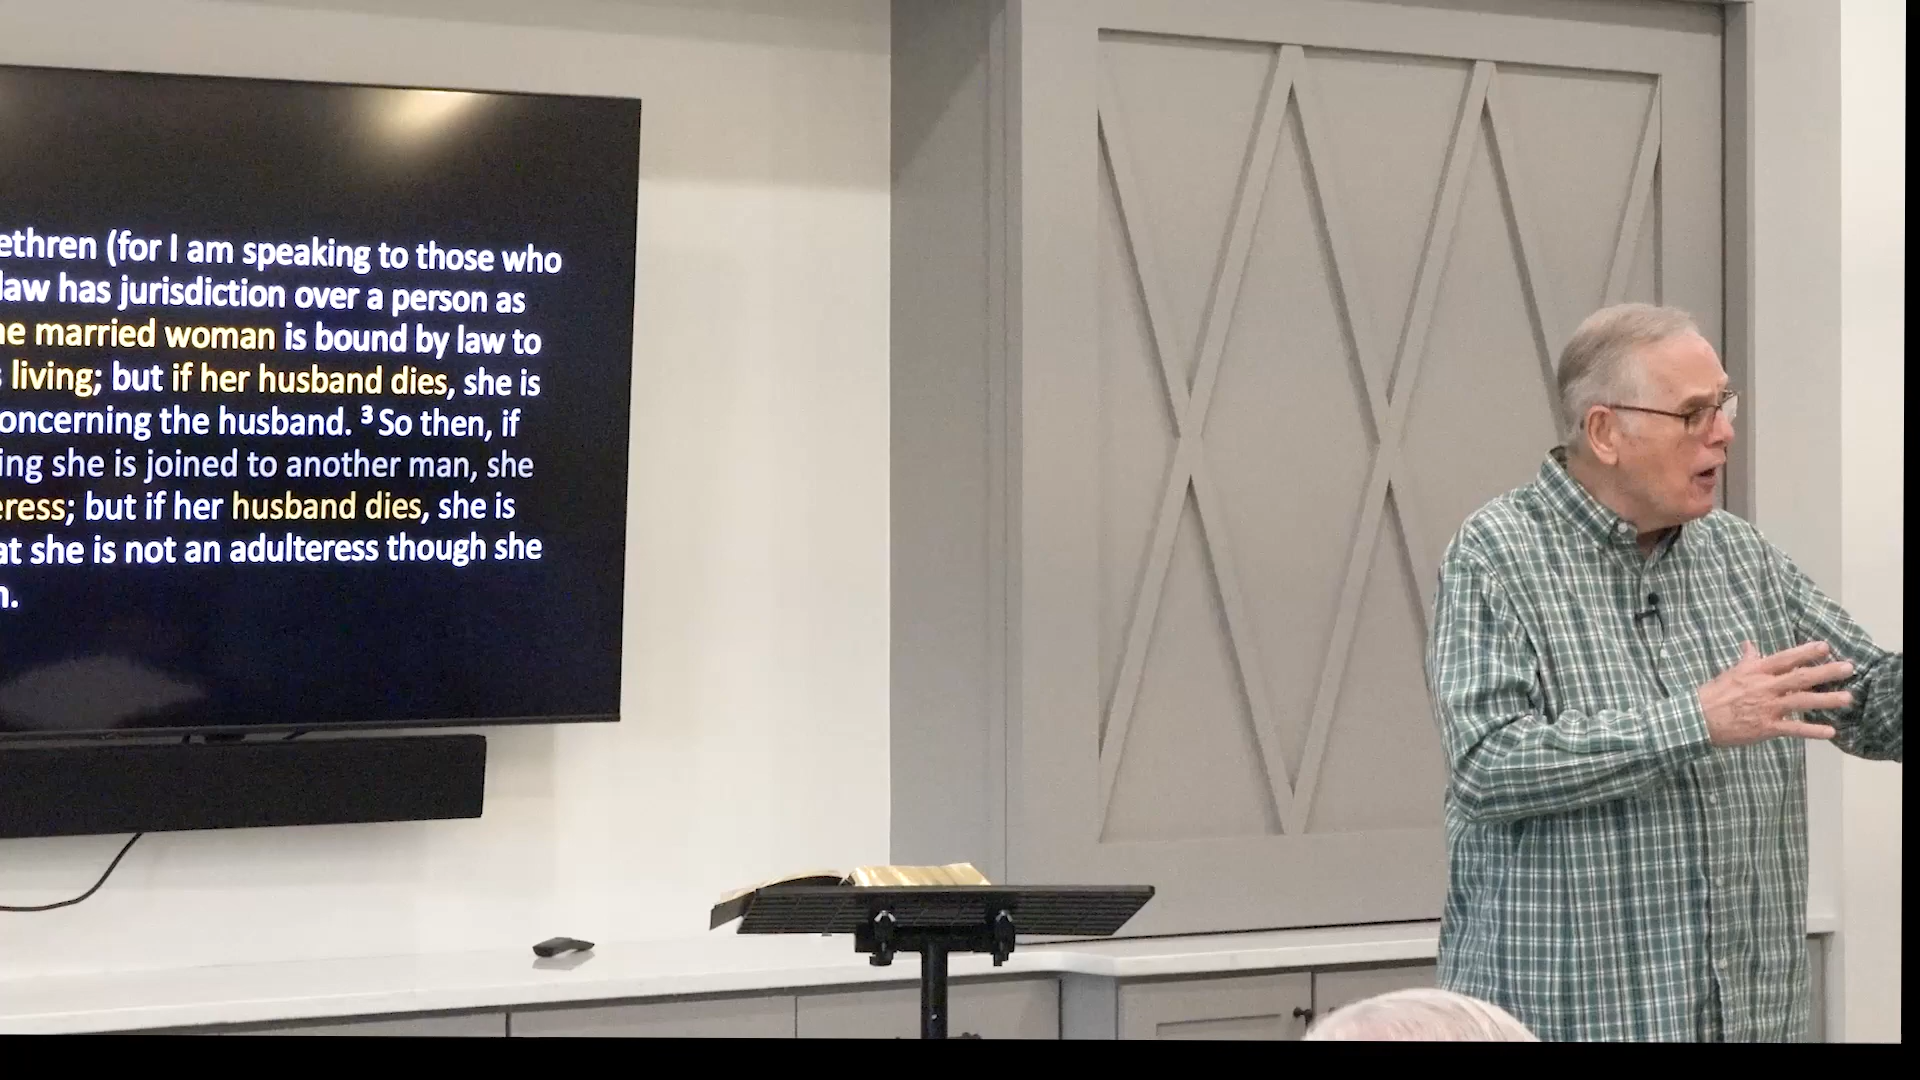 ethren (for I am speaking to those who
law has jurisdiction over a person as
married woman is bound by law to
living; but if her husband dies, she is
oncerning the husband. ³ So then, if
ing she is joined to another man, she
eress; but if her husband dies, she is
at she is not an adulteress though she